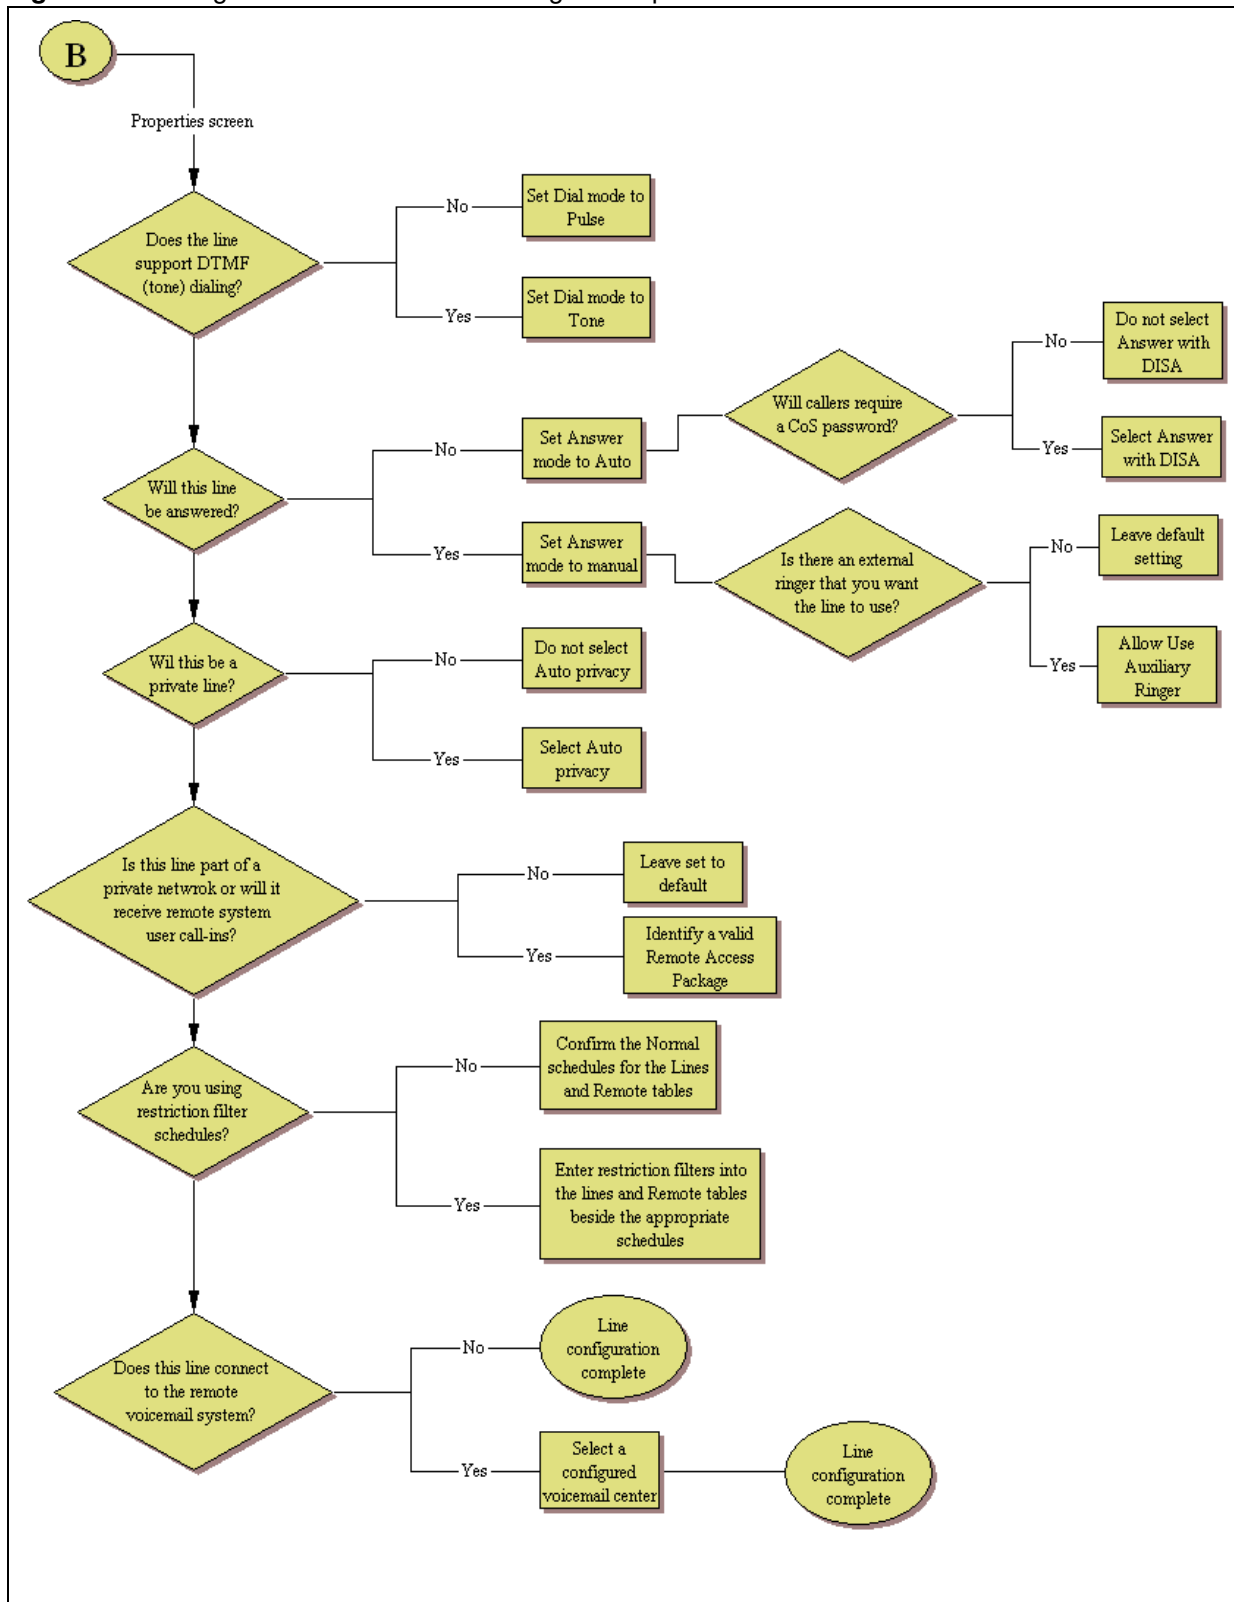 B
Properties screen
Does the line
support DTMF
(tone) dialing?
No
Set Dial mode to
Pulse
Yes
Set Dial mode to
Tone
Will this line
be answered?
No
Set Answer
mode to Auto
Will callers require
a CoS password?
No
Do not select
Answer with
DISA
Yes
Select Answer
with DISA
Yes
Set Answer
mode to manual
Is there an external
ringer that you want
the line to use?
No
Leave default
setting
Yes
Allow Use
Auxiliary
Ringer
Wil this be a
private line?
No
Do not select
Auto privacy
Yes
Select Auto
privacy
Is this line part of a
private netwrok or will it
receive remote system
user call-ins?
No
Leave set to
default
Yes
Identify a valid
Remote Access
Package
Are you using
restriction filter
schedules?
No
Confirm the Normal
schedules for the Lines
and Remote tables
Yes
Enter restriction filters into
the lines and Remote tables
beside the appropriate
schedules
Does this line connect
to the remote
voicemail system?
No
Line
configuration
complete
Yes
Select a
configured
voicemail center
Line
configuration
complete